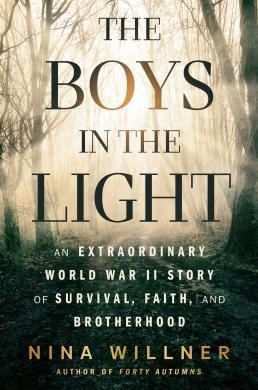 THE
BOYS
IN THE
LIGHT
AN EXTRAORDINARY
WORLD WAR II STORY
OF SURVIVAL, FAITH, AND
BROTHERHOOD
NINA WILLNER
AUTHOR OF FORTY AUTUMNS